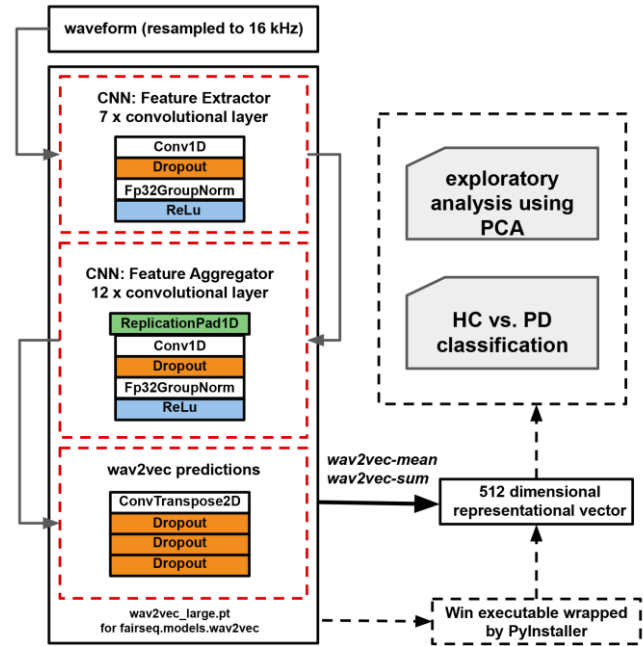 waveform (resampled to 16 kHz)
CNN: Feature Extractor
7 x convolutional layer
Conv1D
Dropout
Fp32GroupNorm
ReLu
CNN: Feature Aggregator
12 x convolutional layer
ReplicationPad1D
Conv1D
Dropout
Fp32GroupNorm
ReLu
wav2vec predictions
ConvTranspose2D
Dropout
Dropout
Dropout
wav2vec_large.pt
for fairseq.models.wav2vec
wav2vec-mean
wav2vec-sum
exploratory
analysis using
PCA
HC vs. PD
classification
512 dimensional
representational vector
Win executable wrapped
by PyInstaller